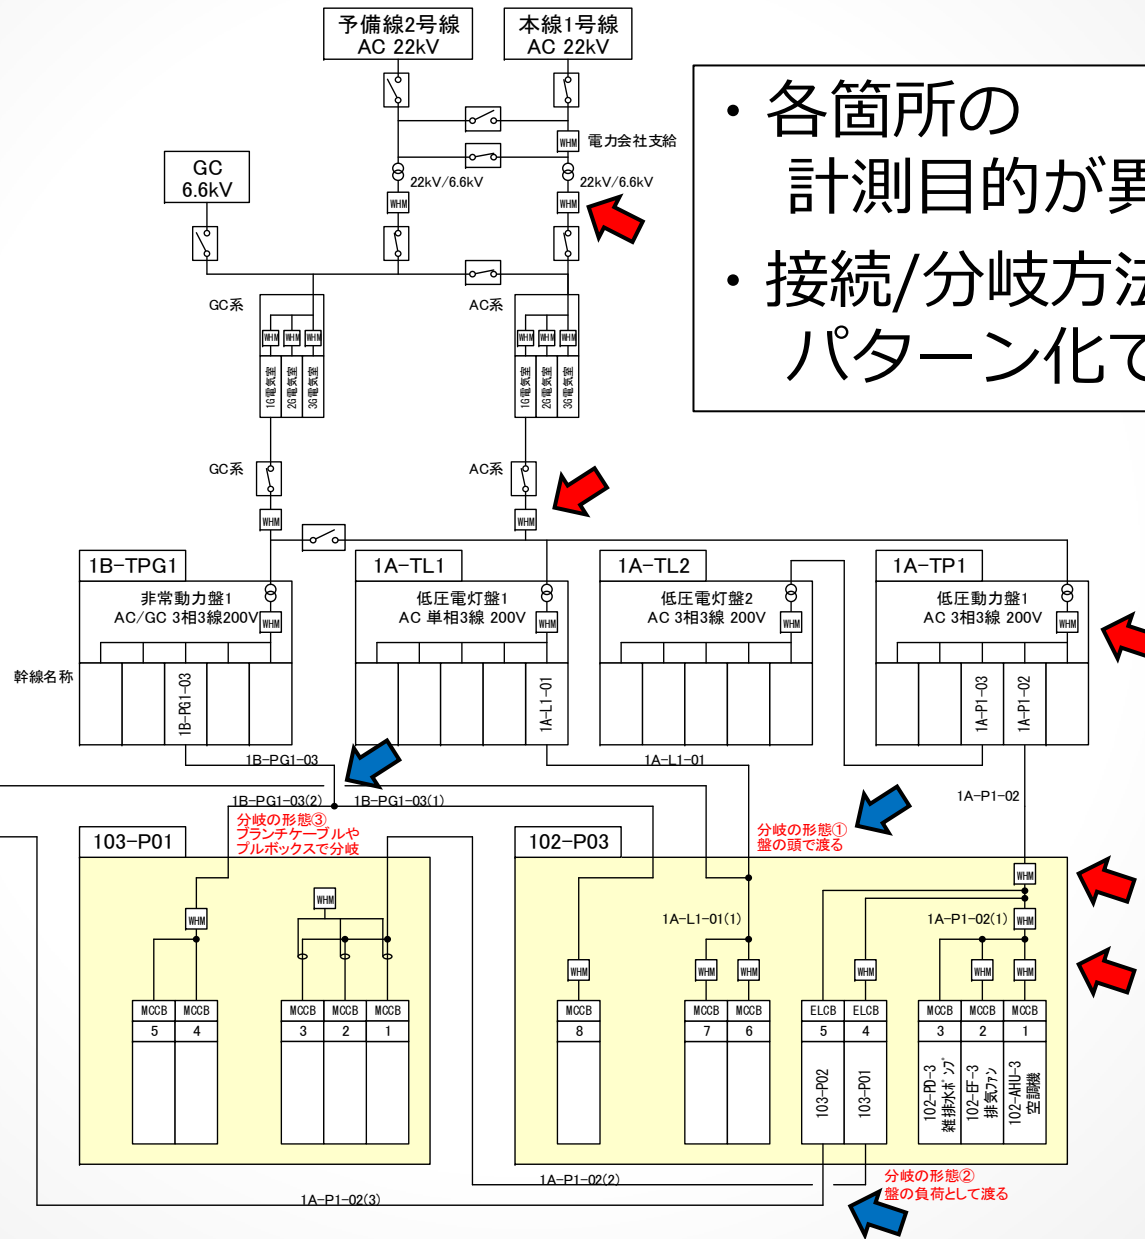 予備線2号線
AC 22kV
本線1号線
AC 22kV
・各箇所の
計測目的が異
・接続/分岐方法
パターン化で
WHM
電力会社支給
GC
6.6kV
22kV/6.6kV
22kV/6.6kV
WHM
WHM
GC系
AC系
WHM
WHM
WHM
WHM
WHM
WHM
1G電気室
2G電気室
3G電気室
1G電気室
2G電気室
3G電気室
GC系
AC系
WHM
WHM
1B-TPG1
非常動力盤1
AC/GC 3相3線200V
WHM
1A-TL1
低圧電灯盤1
AC 単相3線 200V
WHM
1A-TL2
低圧電灯盤2
AC 3相3線 200V
WHM
1A-TP1
低圧動力盤1
AC 3相3線 200V
WHM
幹線名称
1B-PG1-03
1A-L1-01
1A-P1-03
1A-P1-02
1B-PG1-03
1A-L1-01
1A-P1-02
1B-PG1-03(2)
1B-PG1-03(1)
分岐の形態③
ブランチケーブルや
プルボックスで分岐
分岐の形態①
盤の頭で渡る
103-P01
WHM
WHM
MCCB
5
MCCB
4
MCCB
3
MCCB
2
MCCB
1
102-P03
WHM
1A-L1-01(1)
1A-P1-02(1)
WHM
WHM
WHM
WHM
WHM
WHM
WHM
MCCB
8
MCCB
7
MCCB
6
ELCB
5
ELCB
4
MCCB
3
MCCB
2
MCCB
1
103-P02
103-P01
102-PD-3
雑排水ポンプ
102-EF-3
排気ファン
102-AHU-3
空調機
1A-P1-02(2)
1A-P1-02(3)
分岐の形態②
盤の負荷として渡る